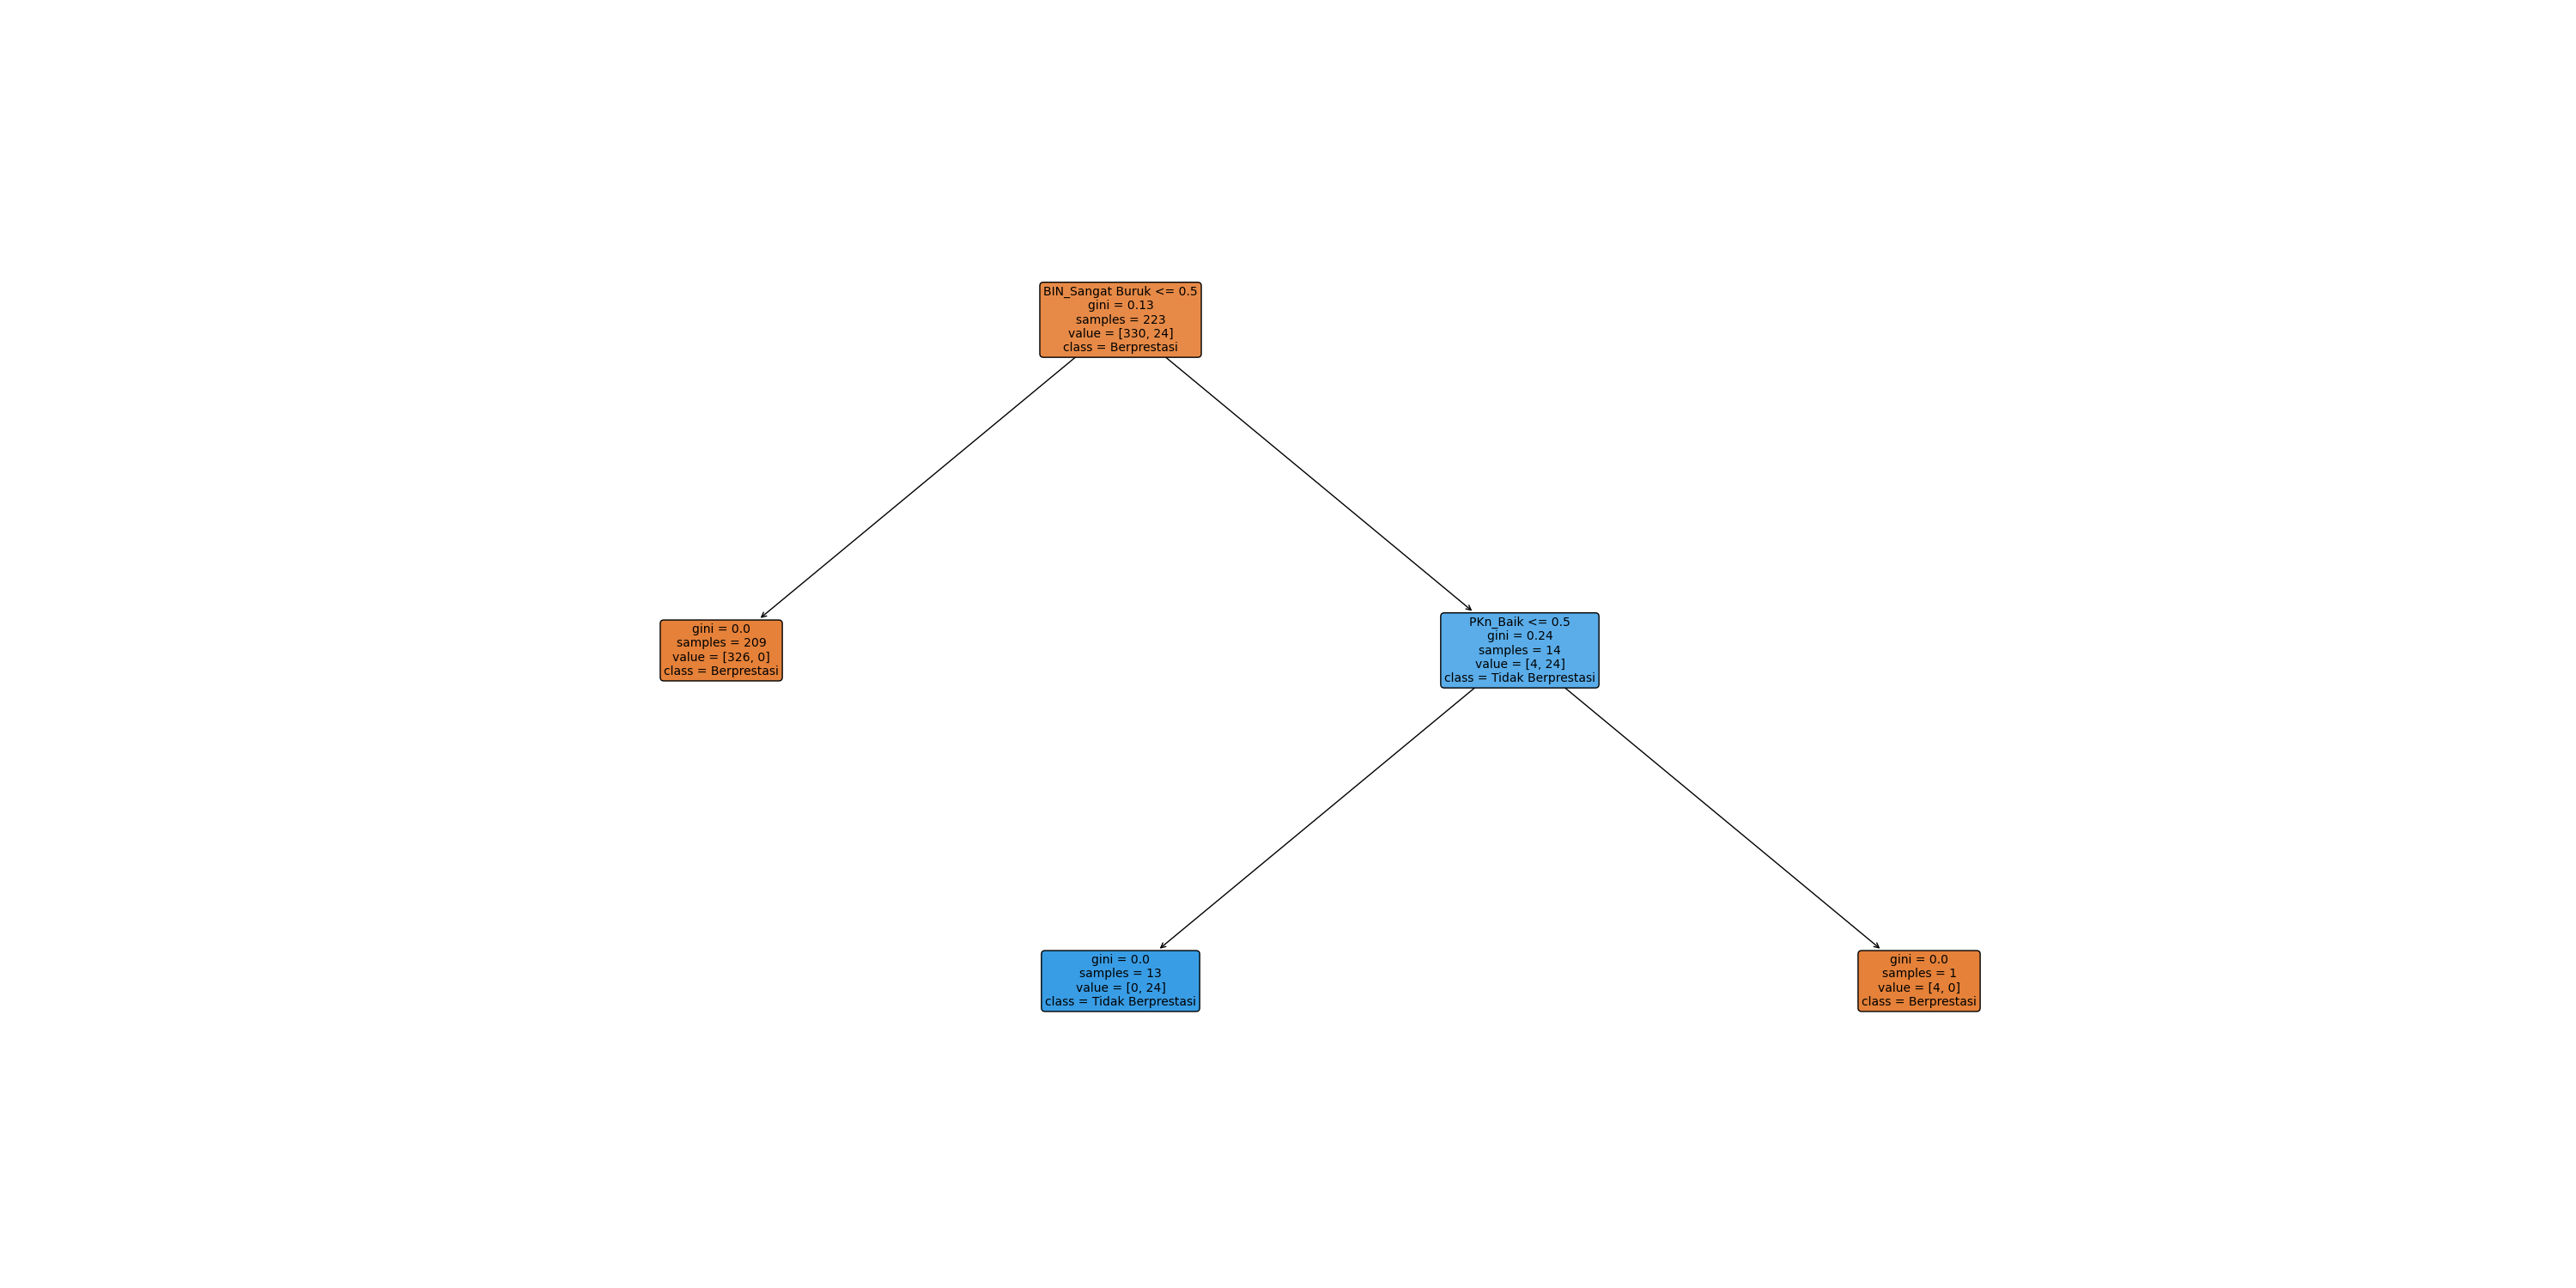 BIN_Sangat Buruk <= 0.5
gini = 0.13
samples = 223
value = [330, 24]
class = Berprestasi
gini = 0.0
samples = 209
value = [326, 0]
class = Berprestasi
PKn_Baik <= 0.5
gini = 0.24
samples = 14
value = [4, 24]
class = Tidak Berprestasi
gini = 0.0
samples = 13
value = [0, 24]
class = Tidak Berprestasi
gini = 0.0
samples = 1
value = [4, 0]
class = Berprestasi